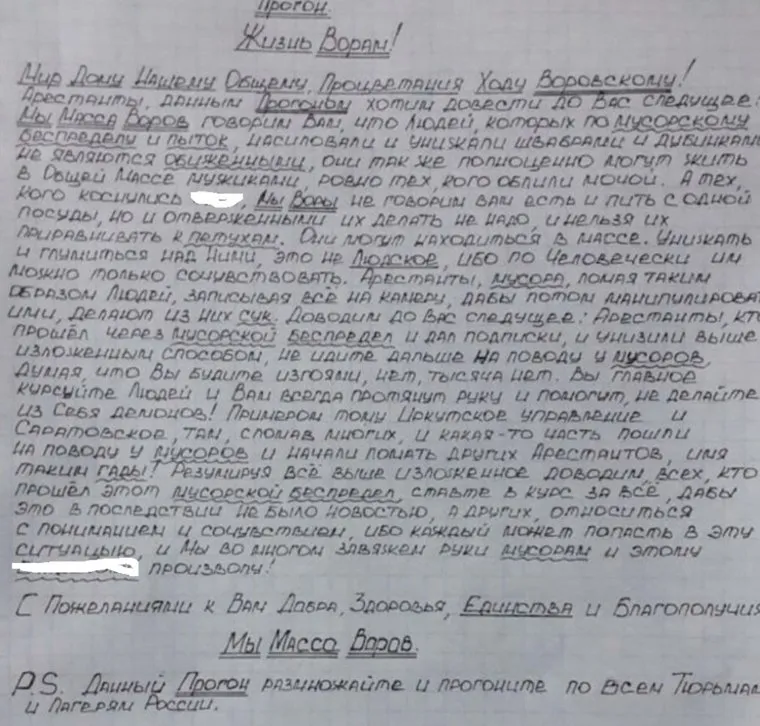 Прогон.
Жизнь Ворам!
Мир Дому Нашему Общему, Процветания Ходу Воровскому!
Арестанты, данным Прогоном хотим довести до Вас следущее:
Мы Масса Воров говорим Вам, что Людей, которых по мусорскому
беспределу и пыток, насиловали и унижали швабрами и дубинками
не являются обиженными, они так же полноценно могут жить
в Общей Массе мужиками, ровно тех, кого облили мочой. А тех,
кого коснулись , Мы Воры не говорим вам есть и пить с одной
посуды, но и отверженными их делать не надо, и нельзя их
приравнивать к петухам. Они могут находиться в массе. Унижать
и глумиться над ними, это не Людское, ибо по Человечески им
можно только сочувствовать. Арестанты, мусора, ломая таким
образом Людей, записывая всё на камеру, дабы потом манипулироват
ими, делают из них сук. Доводим до Вас следущее: Арестанты, кто
прошёл через мусорской беспредел и дал подписки, и унизили выше
изложенным способом, не идите дальше на поводу у мусоров
думая, что Вы будите изгоями, нет, тысяча нет. Вы главное
курсуйте Людей и Вам всегда протянут руку и помогут, не делайте
из Себя демонов! Примером тому Иркутское управление и
Саратовское, там, сломав многих, и какая-то часть пошли
на поводу у мусоров и начали ломать других Арестантов, имя
таким гады! Резумируя всё выше изложенное доводим, всех, кто
прошёл этот мусорской беспредел, ставте в курс за всё, дабы
это в последствии не было новостью, а других, относиться
с пониманием и сочувствием, ибо каждый может попасть в эту
ситуацыю, и Мы во многом завяжем руки мусорам и этому
произволу!
С Пожеланиями к Вам Добра, Здоровья, Единства и Благополучия
Мы Масса Воров.
P.S. Данный Прогон размножайте и прогоните по всем Тюрьмам
и Лагерям России.